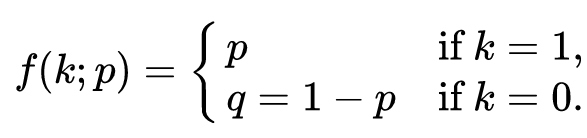 f(k; p) = { p if k = 1,
q = 1 − p if k = 0.